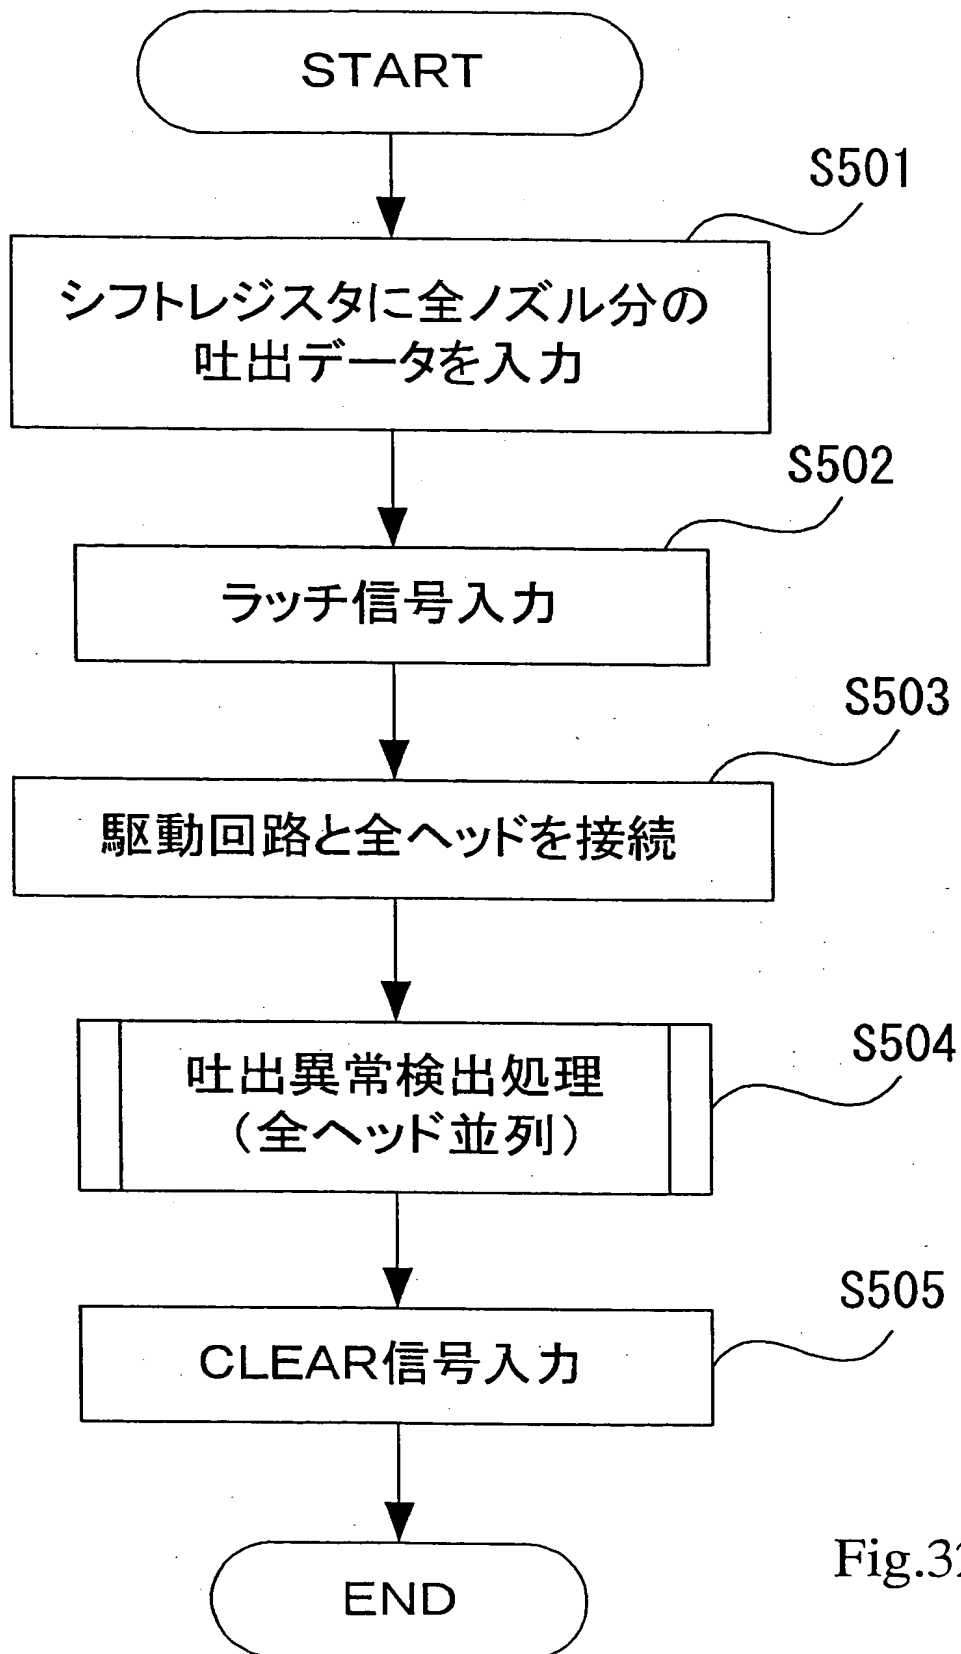 START
S501
シフトレジスタに全ノズル分の
吐出データを入力
S502
ラッチ信号入力
S503
駆動回路と全ヘッドを接続
S504
吐出異常検出処理
（全ヘッド並列）
S505
CLEAR信号入力
END